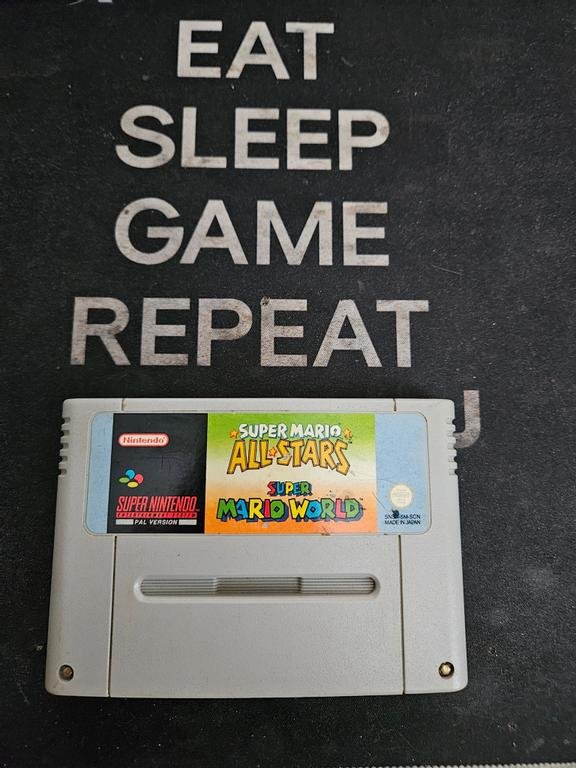 EAT
SLEEP
GAME
REPEAT
Nintendo
SUPER NINTENDO
ENTERTAINMENT SYSTEM
PAL VERSION
SUPER MARIO
ALL-STARS
SUPER
MARIO WORLD
MADE IN JAPAN